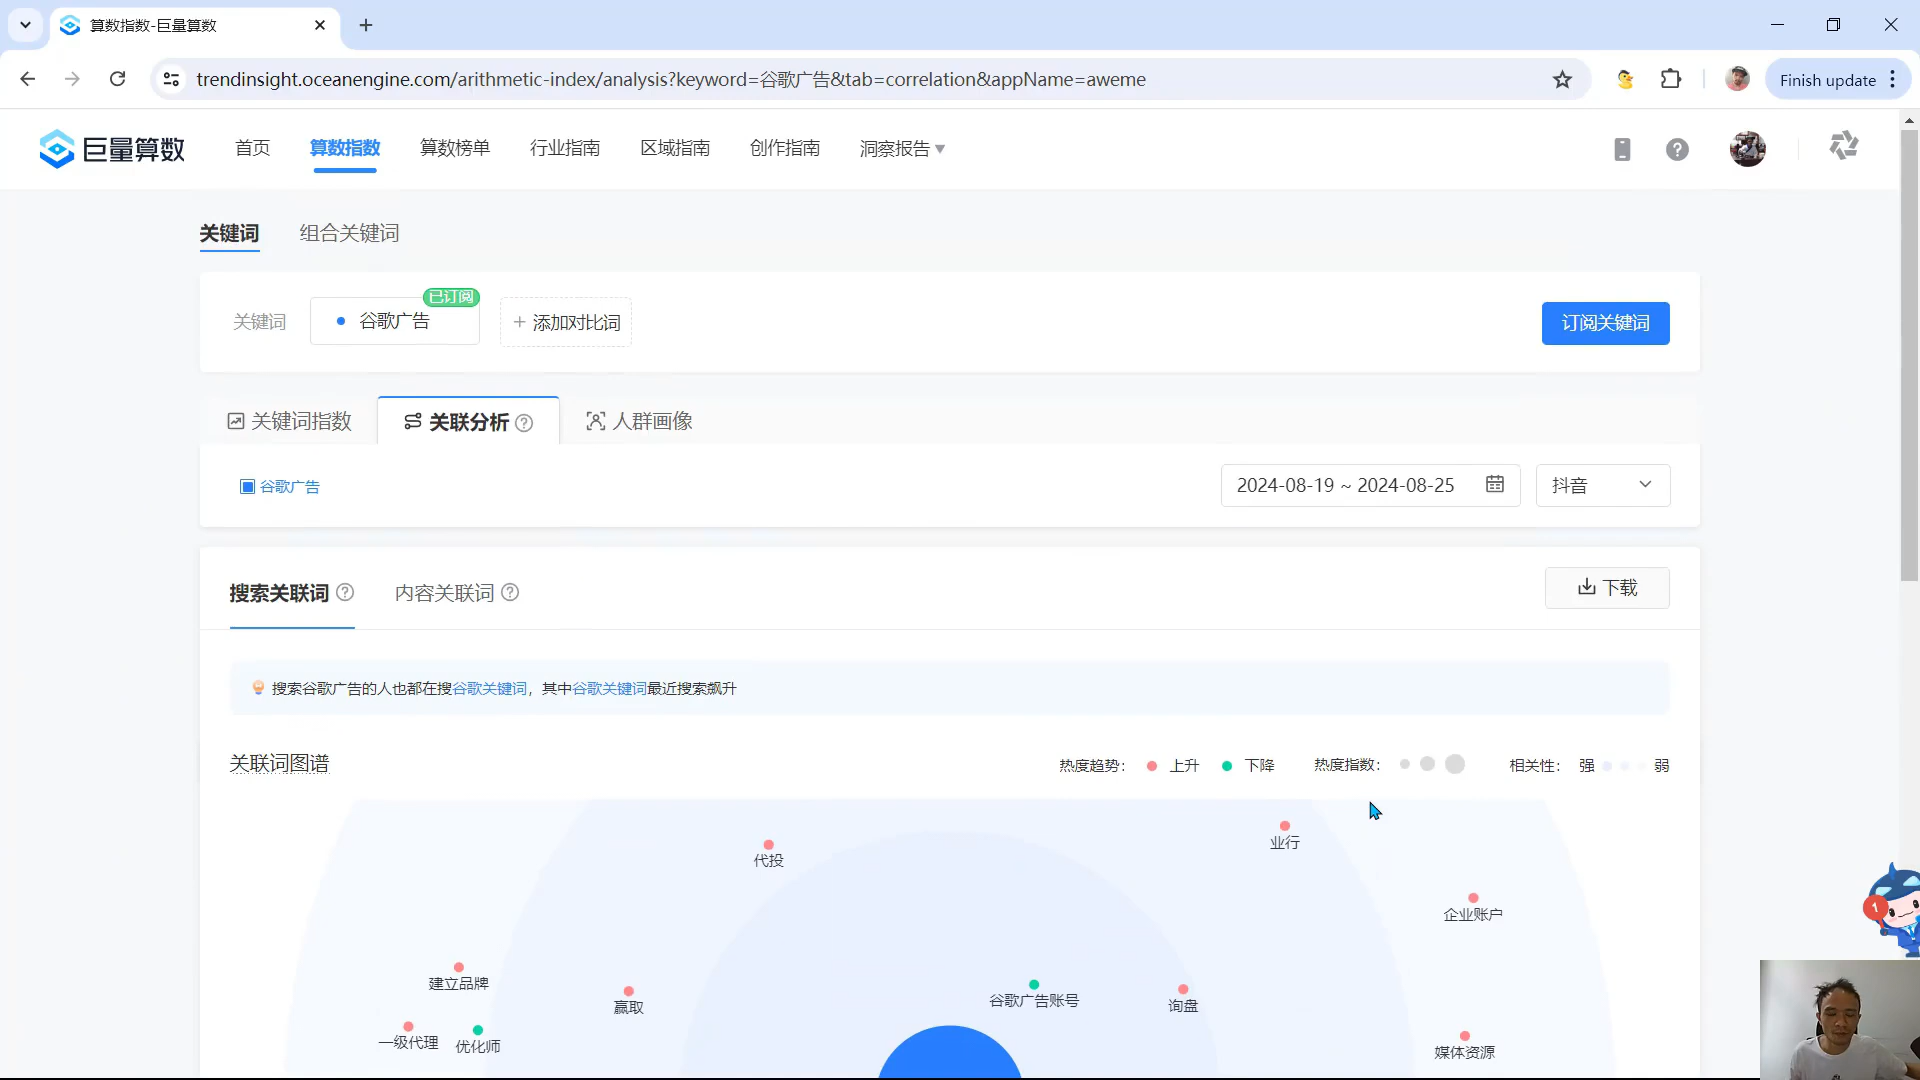 算数指数-巨量算数
trendinsight.oceanengine.com/arithmetic-index/analysis?keyword=谷歌广告&tab=correlation&appName=aweme
Finish update
巨量算数
首页
算数指数
算数榜单
行业指南
区域指南
创作指南
洞察报告
关键词
组合关键词
关键词
谷歌广告
已订阅
+ 添加对比词
订阅关键词
关键词指数
关联分析
人群画像
谷歌广告
2024-08-19 ~ 2024-08-25
抖音
搜索关联词
内容关联词
下载
搜索谷歌广告的人也都在搜谷歌关键词，其中谷歌关键词最近搜索飙升
关联词图谱
热度趋势：
上升
下降
热度指数：
相关性：
强
弱
代投
业行
企业账户
建立品牌
赢取
谷歌广告账号
询盘
一级代理
优化师
媒体资源
1